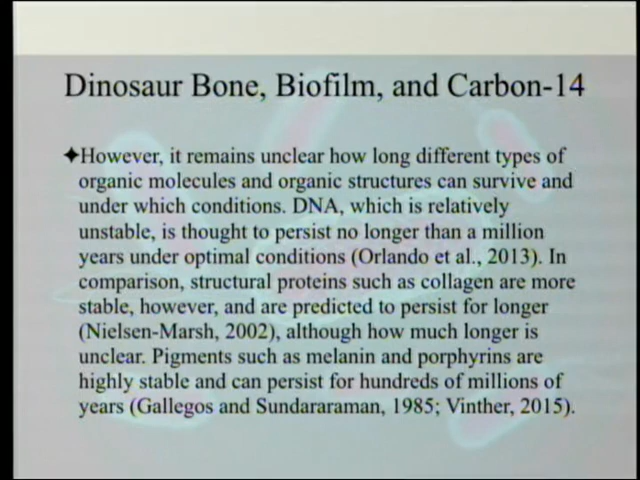 Dinosaur Bone, Biofilm, and Carbon-14
✦However, it remains unclear how long different types of
organic molecules and organic structures can survive and
under which conditions. DNA, which is relatively
unstable, is thought to persist no longer than a million
years under optimal conditions (Orlando et al., 2013). In
comparison, structural proteins such as collagen are more
stable, however, and are predicted to persist for longer
(Nielsen-Marsh, 2002), although how much longer is
unclear. Pigments such as melanin and porphyrins are
highly stable and can persist for hundreds of millions of
years (Gallegos and Sundararaman, 1985; Vinther, 2015).